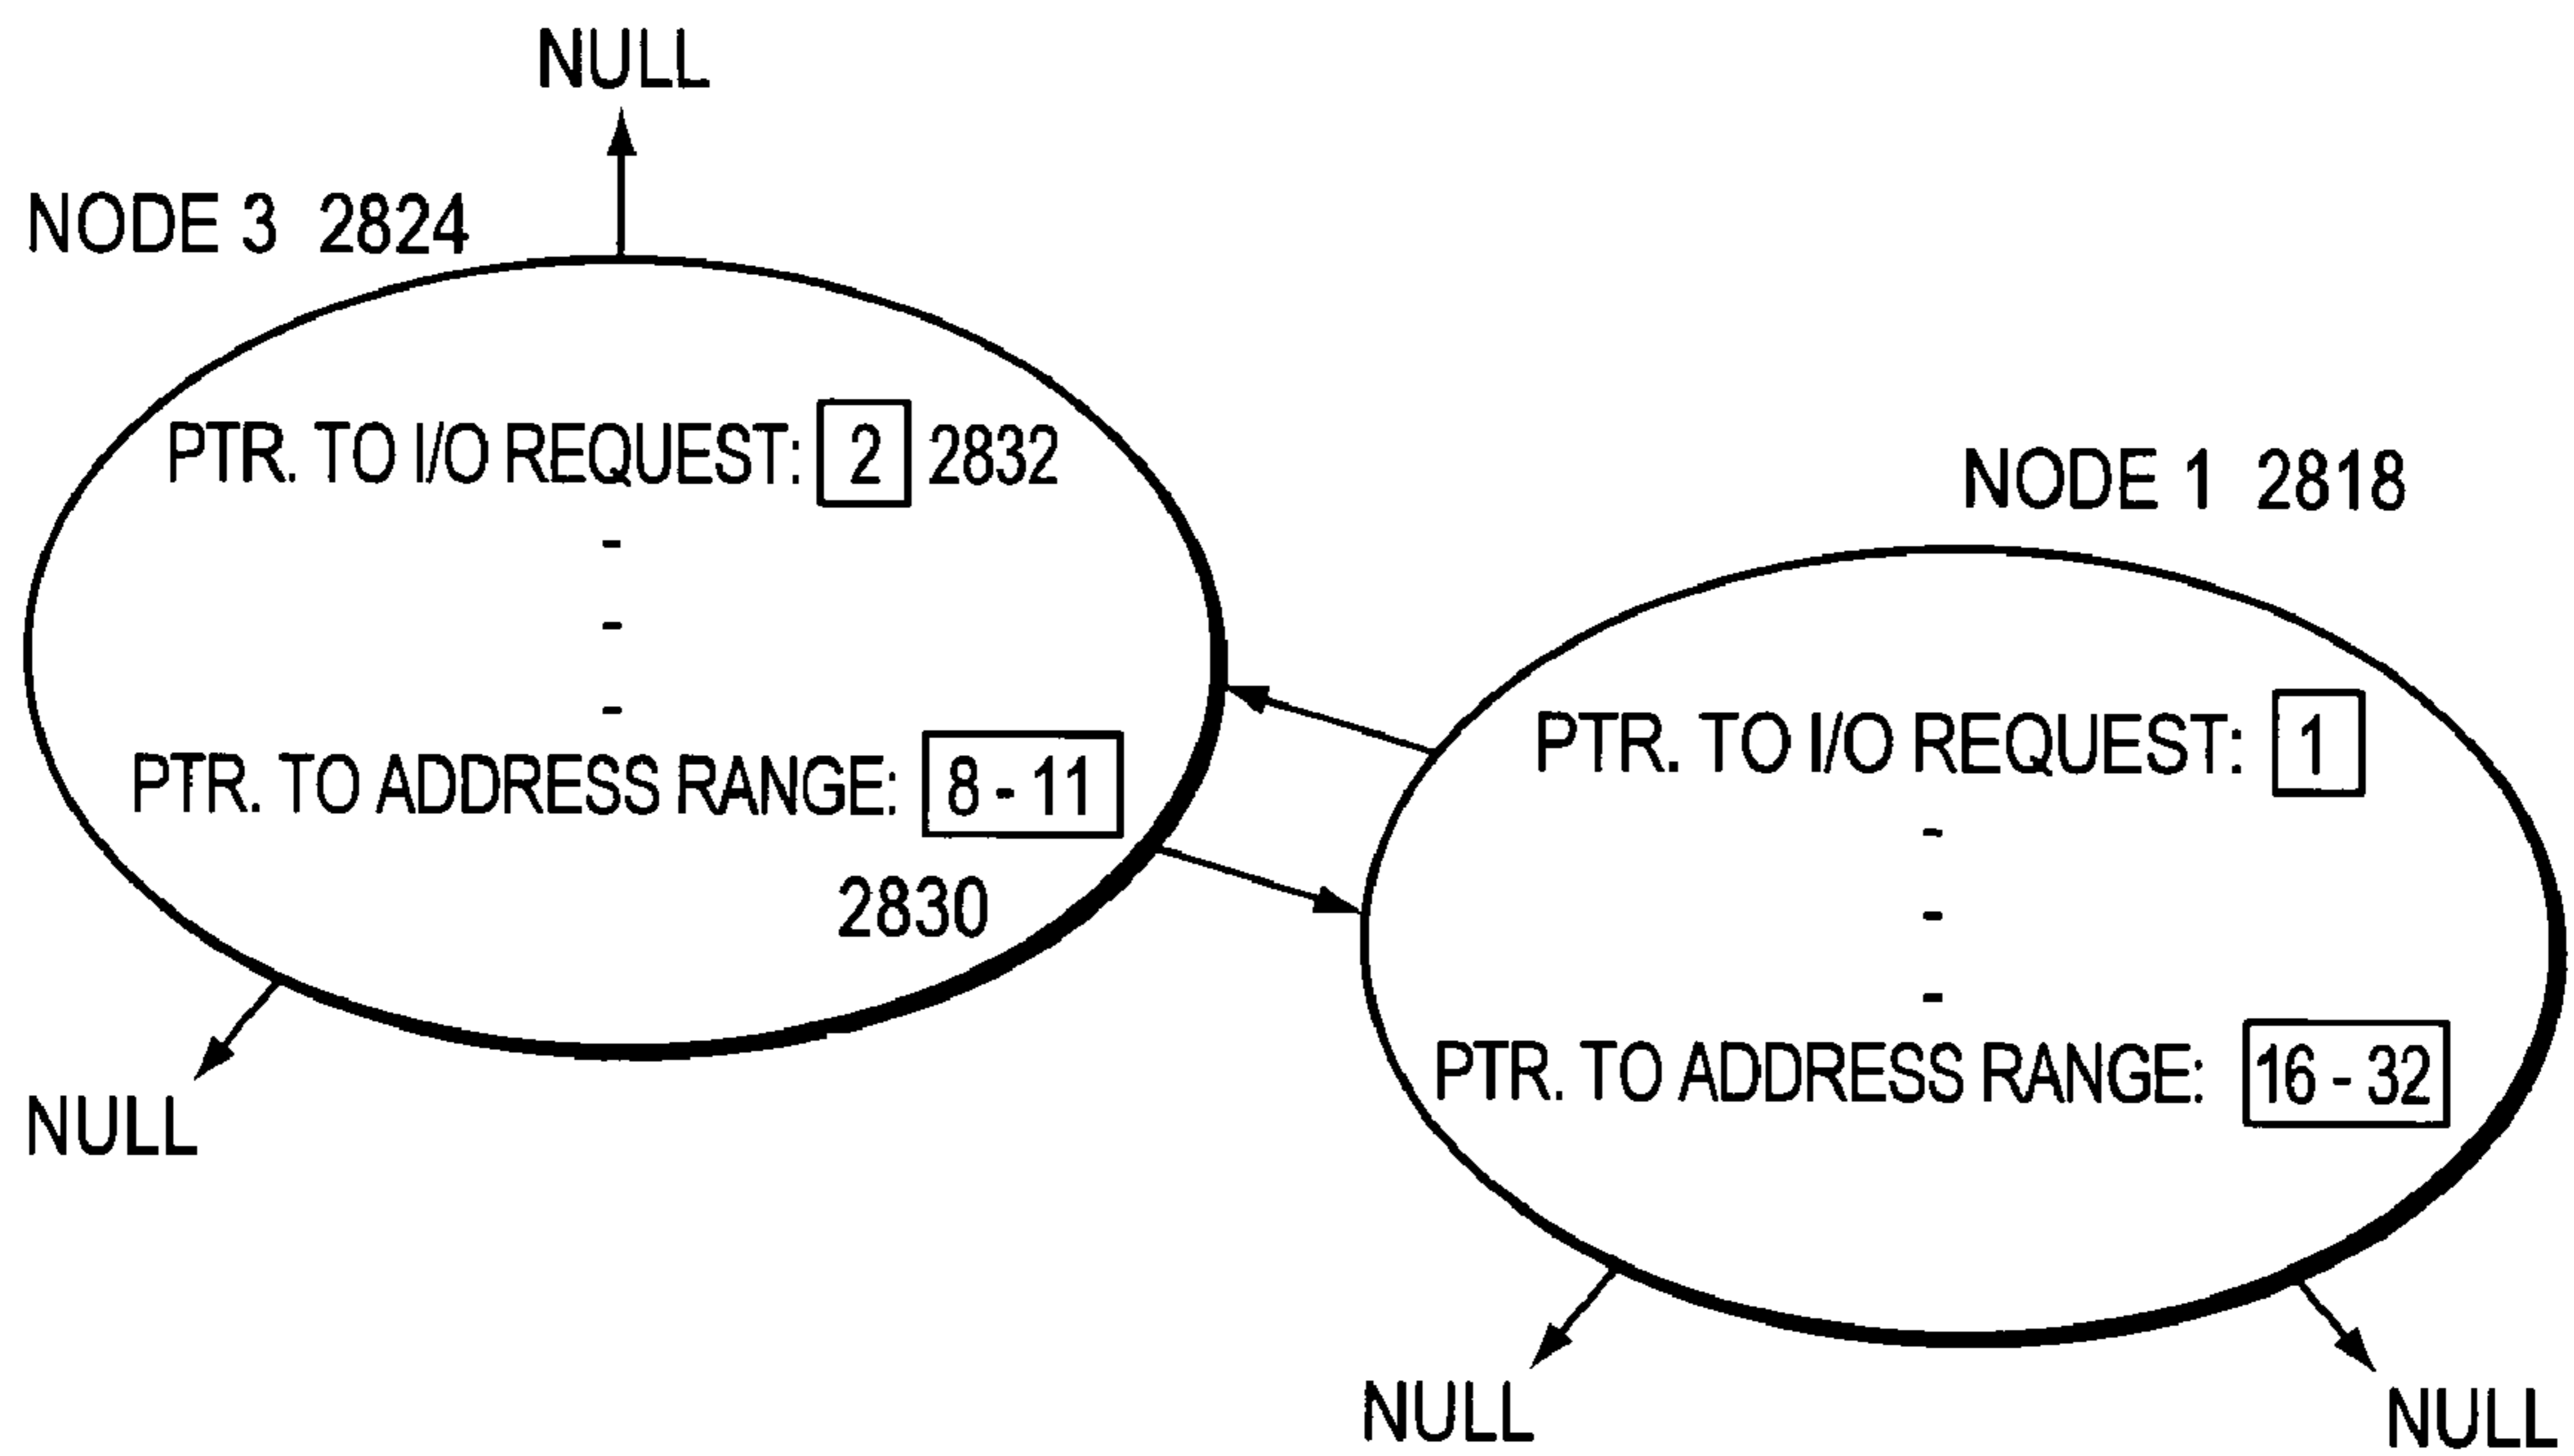 NULL
NODE 3 2824
PTR. TO I/O REQUEST: 2 2832
-
-
-
PTR. TO ADDRESS RANGE: 8 - 11
2830
NULL
NODE 1 2818
PTR. TO I/O REQUEST: 1
-
-
-
PTR. TO ADDRESS RANGE: 16 - 32
NULL
NULL